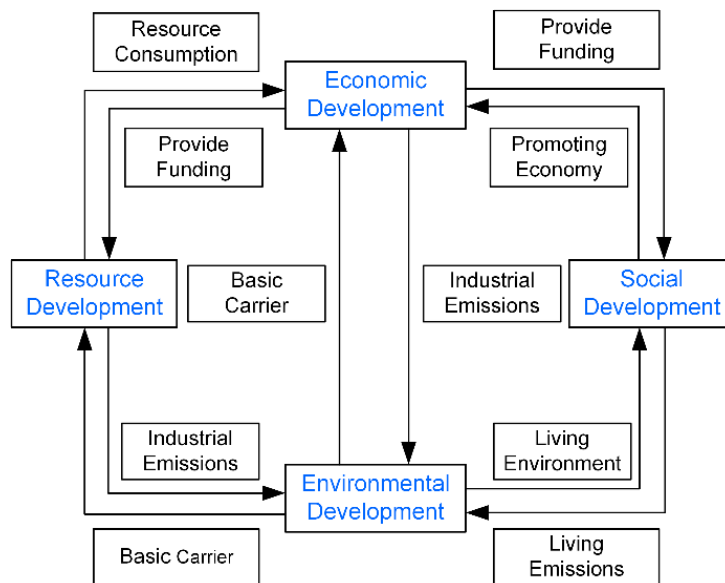 Resource
Consumption
Provide
Funding
Economic
Development
Provide
Funding
Promoting
Economy
Resource
Development
Basic
Carrier
Industrial
Emissions
Social
Development
Industrial
Emissions
Living
Environment
Environmental
Development
Basic Carrier
Living
Emissions